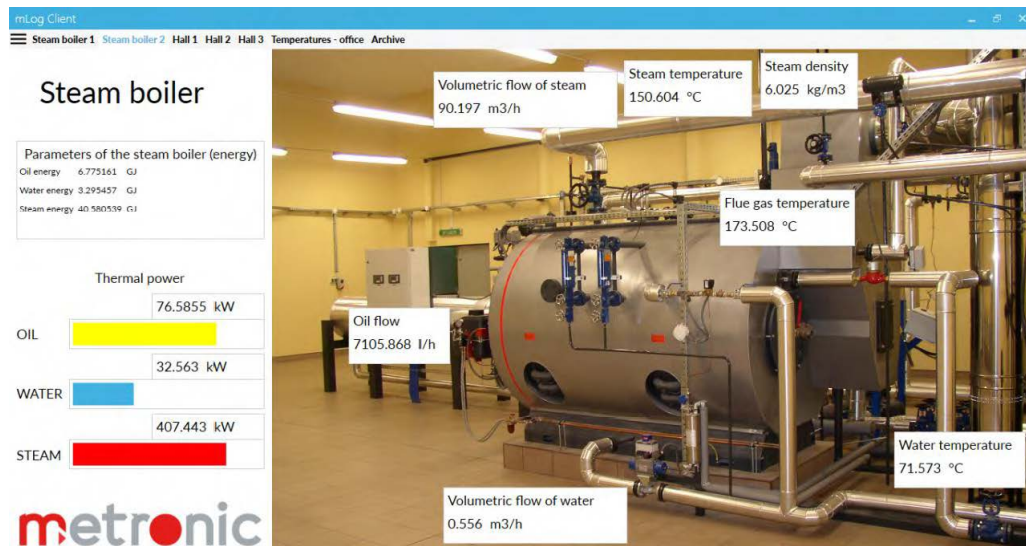 mLog Client
Steam boiler 1 Steam boiler 2 Hall 1 Hall 2 Hall 3 Temperatures - office Archive
Steam boiler
Parameters of the steam boiler (energy)
Oil energy 6.775161 GJ
Water energy 3.295457 GJ
Steam energy 40.580539 GJ
Thermal power
76.5855 kW
OIL
32.563 kW
WATER
407.443 kW
STEAM
metronic
Volumetric flow of steam
90.197 m3/h
Steam temperature
150.604 °C
Steam density
6.025 kg/m3
Flue gas temperature
173.508 °C
Oil flow
7105.868 l/h
Water temperature
71.573 °C
Volumetric flow of water
0.556 m3/h